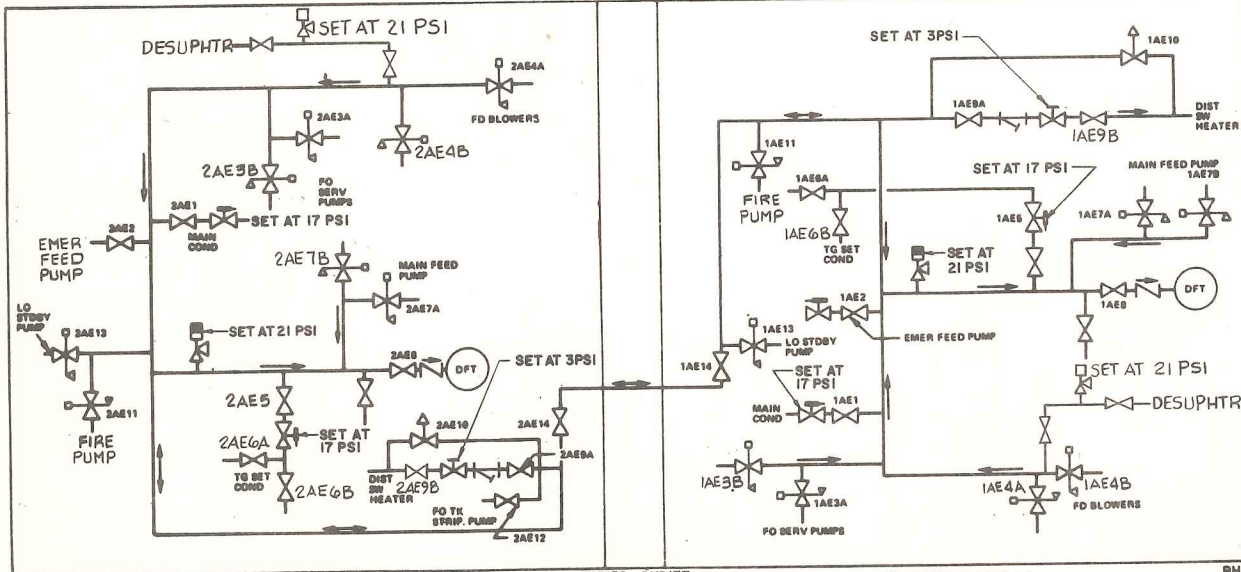 SET AT 21 PSI
DESUPHTR
2AE4A
FD BLOWERS
2AE3A
2AE4B
2AE3B
FO
SERV
PUMPS
2AE1
SET AT 17 PSI
MAIN
COND
2AE2
EMER
FEED
PUMP
2AE7B
MAIN FEED
PUMP
2AE7A
LO
STDBY
PUMP
2AE13
SET AT 21 PSI
2AE8
DFT
SET AT 3PSI
2AE11
FIRE
PUMP
2AE5
2AE6A
SET AT
17 PSI
TG SET
COND
2AE6B
2AE10
2AE14
2AE9A
DIST
SW
HEATER
2AE9B
FO TK
STRIP. PUMP
2AE12
SET AT 3PSI
1AE10
1AE9A
1AE9B
DIST
SW
HEATER
1AE11
FIRE
PUMP
1AE6A
1AE6B
TG SET
COND
SET AT 17 PSI
1AE5
MAIN FEED PUMP
1AE7B
1AE7A
SET AT
21 PSI
1AE8
DFT
1AE2
EMER FEED PUMP
1AE13
LO STDBY
PUMP
1AE14
SET AT
17 PSI
MAIN
COND
1AE1
SET AT 21 PSI
DESUPHTR
1AE3B
1AE3A
FO SERV PUMPS
1AE4A
1AE4B
FD BLOWERS